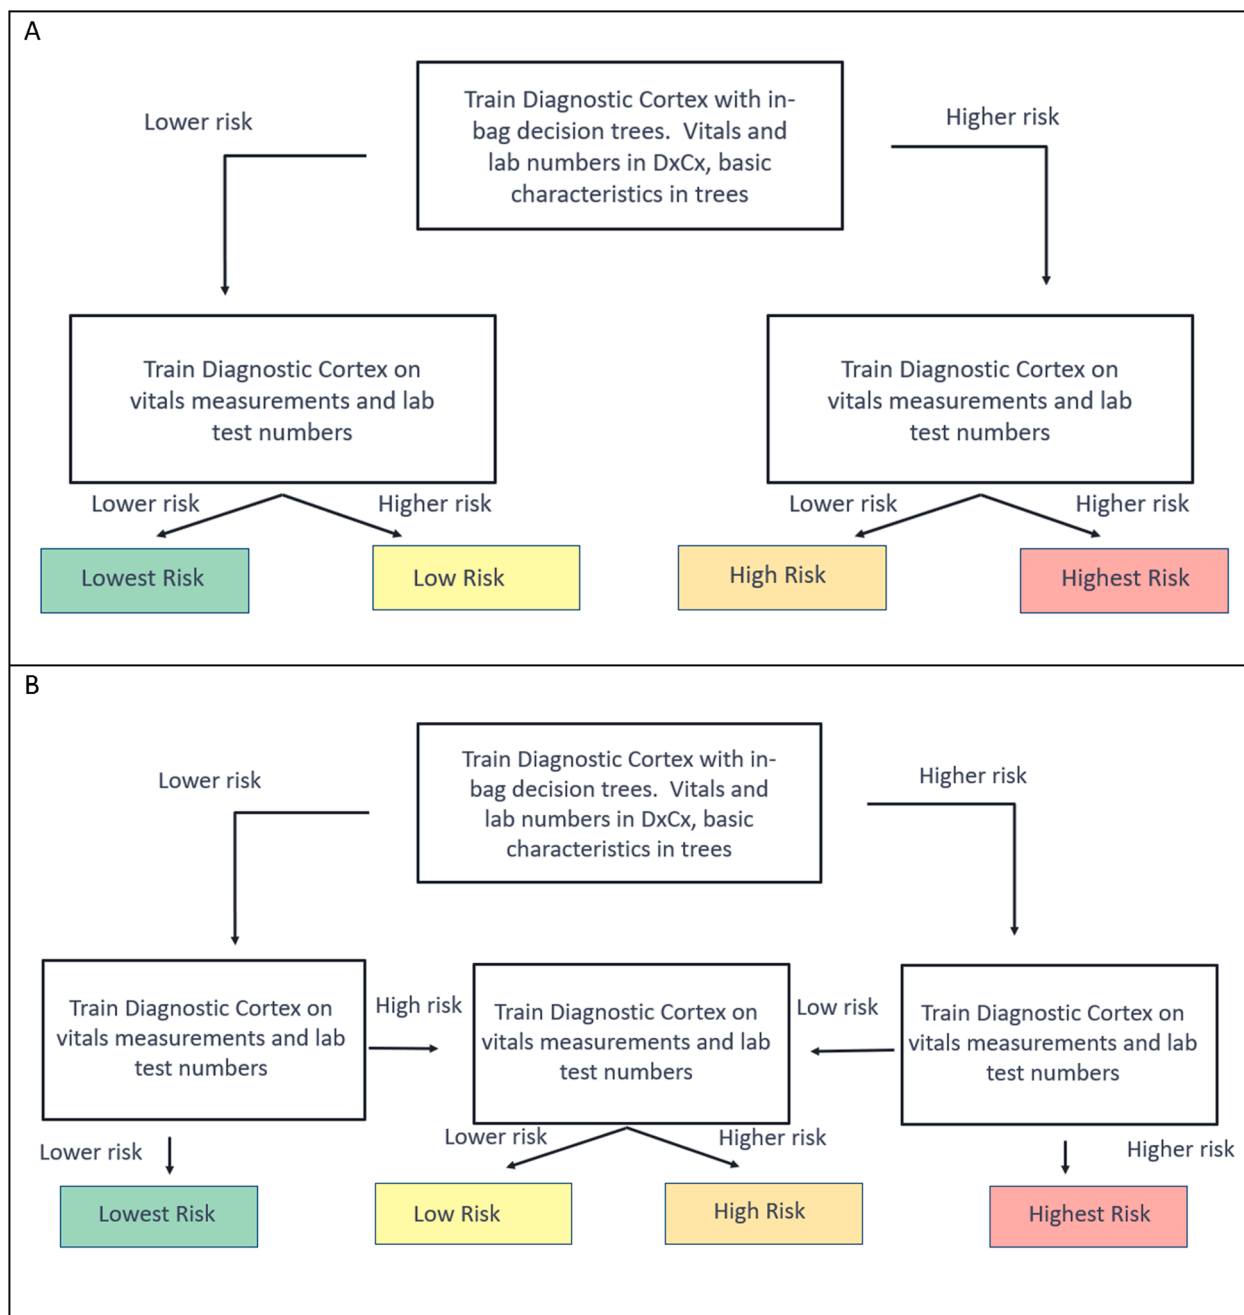 A
Train Diagnostic Cortex with in-
bag decision trees. Vitals and
lab numbers in DxCx, basic
characteristics in trees
Lower risk
Higher risk
Train Diagnostic Cortex on
vitals measurements and lab
test numbers
Train Diagnostic Cortex on
vitals measurements and lab
test numbers
Lower risk
Higher risk
Lower risk
Higher risk
Lowest Risk
Low Risk
High Risk
Highest Risk
B
Train Diagnostic Cortex with in-
bag decision trees. Vitals and
lab numbers in DxCx, basic
characteristics in trees
Lower risk
Higher risk
Train Diagnostic Cortex on
vitals measurements and lab
test numbers
High risk
Train Diagnostic Cortex on
vitals measurements and lab
test numbers
Low risk
Train Diagnostic Cortex on
vitals measurements and lab
test numbers
Lower risk
Lower risk
Higher risk
Higher risk
Lowest Risk
Low Risk
High Risk
Highest Risk